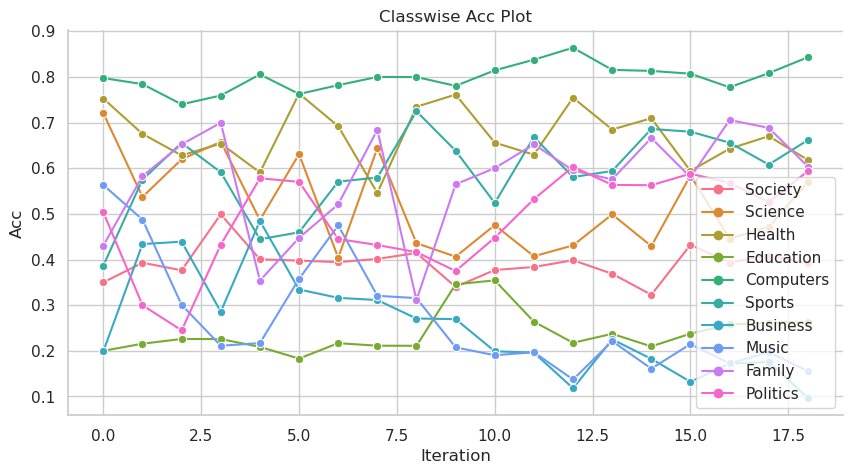 Classwise Acc Plot
Acc
0.9
0.8
0.7
0.6
0.5
0.4
0.3
0.2
0.1
Society
Science
Health
Education
Computers
Sports
Business
Music
Family
Politics
0.0 2.5 5.0 7.5 10.0 12.5 15.0 17.5
Iteration